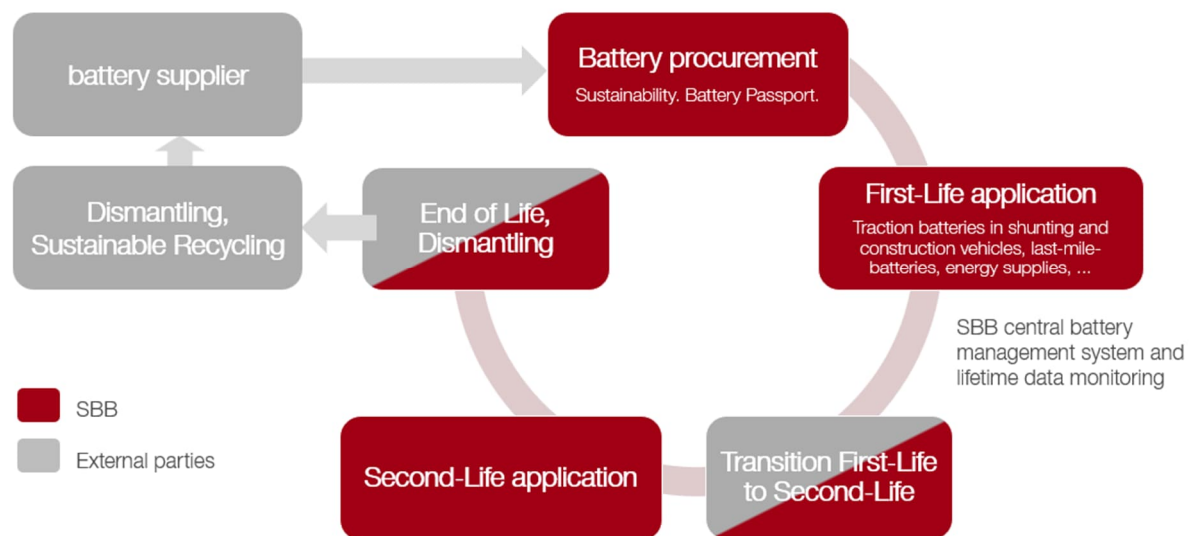 battery supplier
Battery procurement
Sustainability. Battery Passport.
Dismantling,
Sustainable Recycling
End of Life,
Dismantling
First-Life application
Traction batteries in shunting and
construction vehicles, last-mile-
batteries, energy supplies, ...
SBB central battery
management system and
lifetime data monitoring
SBB
External parties
Second-Life application
Transition First-Life
to Second-Life